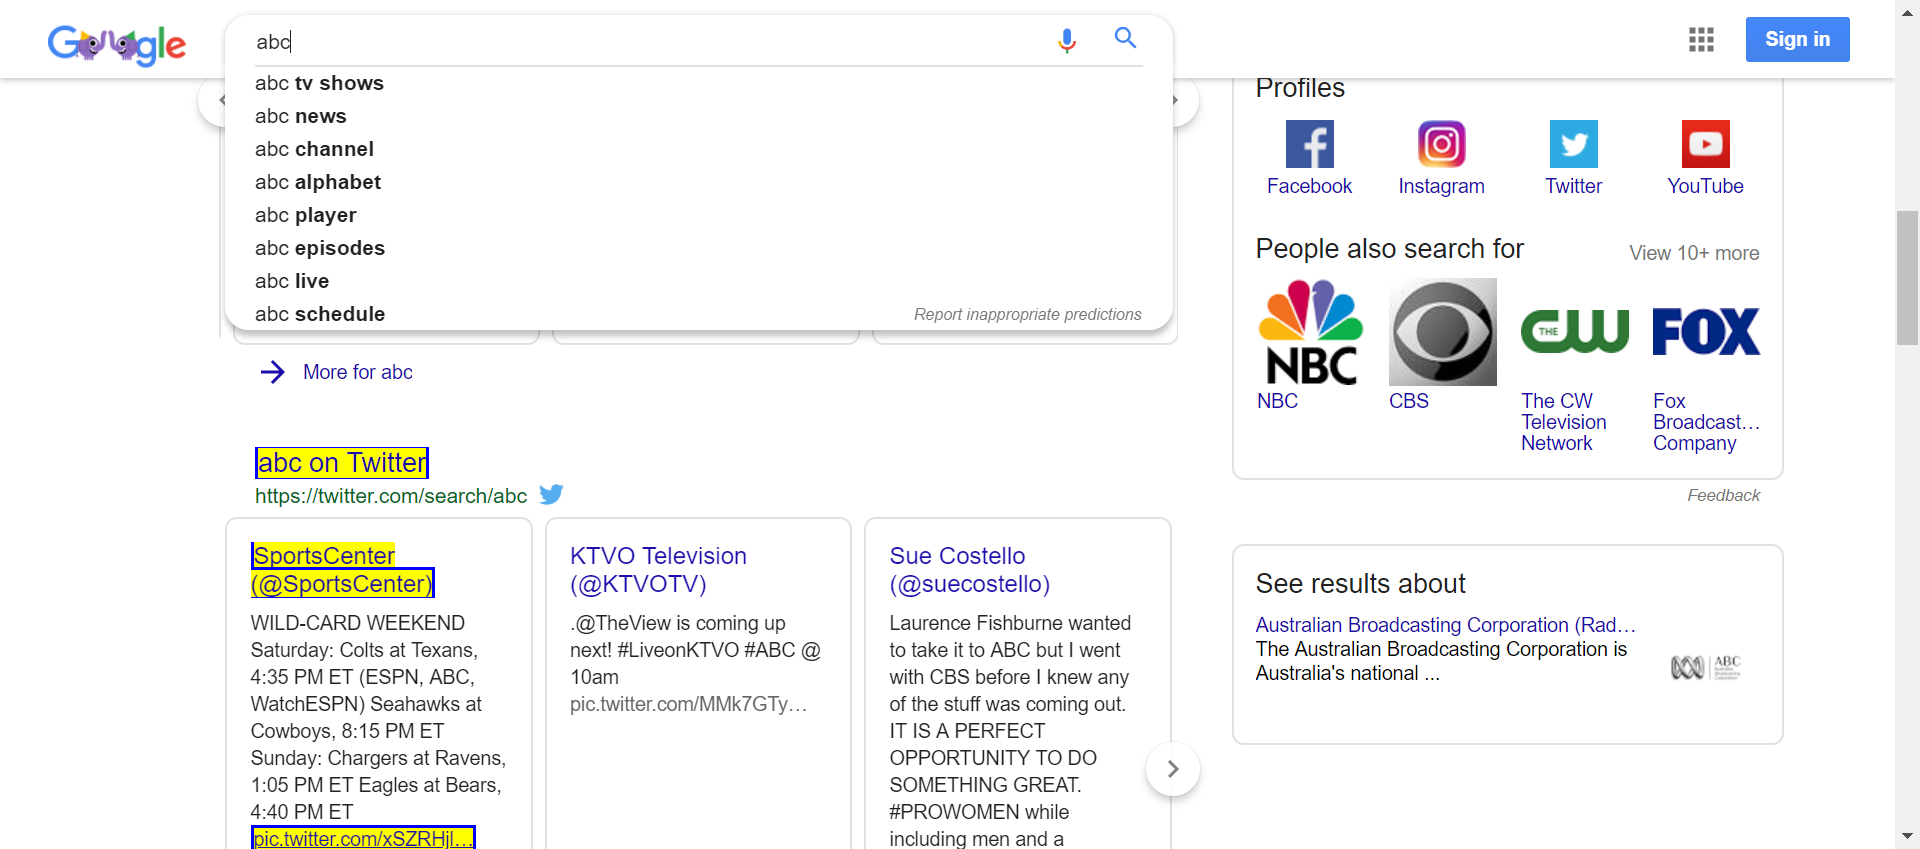 Google
abc
Sign in
abc tv shows
abc news
abc channel
abc alphabet
abc player
abc episodes
abc live
abc schedule
Report inappropriate predictions
More for abc
abc on Twitter
https://twitter.com/search/abc
SportsCenter
(@SportsCenter)
WILD-CARD WEEKEND
Saturday: Colts at Texans,
4:35 PM ET (ESPN, ABC,
WatchESPN) Seahawks at
Cowboys, 8:15 PM ET
Sunday: Chargers at Ravens,
1:05 PM ET Eagles at Bears,
4:40 PM ET
pic.twitter.com/xSZRHjl…
KTVO Television
(@KTVOTV)
.@TheView is coming up
next! #LiveonKTVO #ABC @
10am
pic.twitter.com/MMk7GTy…
Sue Costello
(@suecostello)
Laurence Fishburne wanted
to take it to ABC but I went
with CBS before I knew any
of the stuff was coming out.
IT IS A PERFECT
OPPORTUNITY TO DO
SOMETHING GREAT.
#PROWOMEN while
including men and a
Profiles
Facebook
Instagram
Twitter
YouTube
People also search for
View 10+ more
NBC
THE CW
FOX
NBC
CBS
The CW
Television
Network
Fox
Broadcast…
Company
Feedback
See results about
Australian Broadcasting Corporation (Rad…
The Australian Broadcasting Corporation is
Australia's national ...
ABC